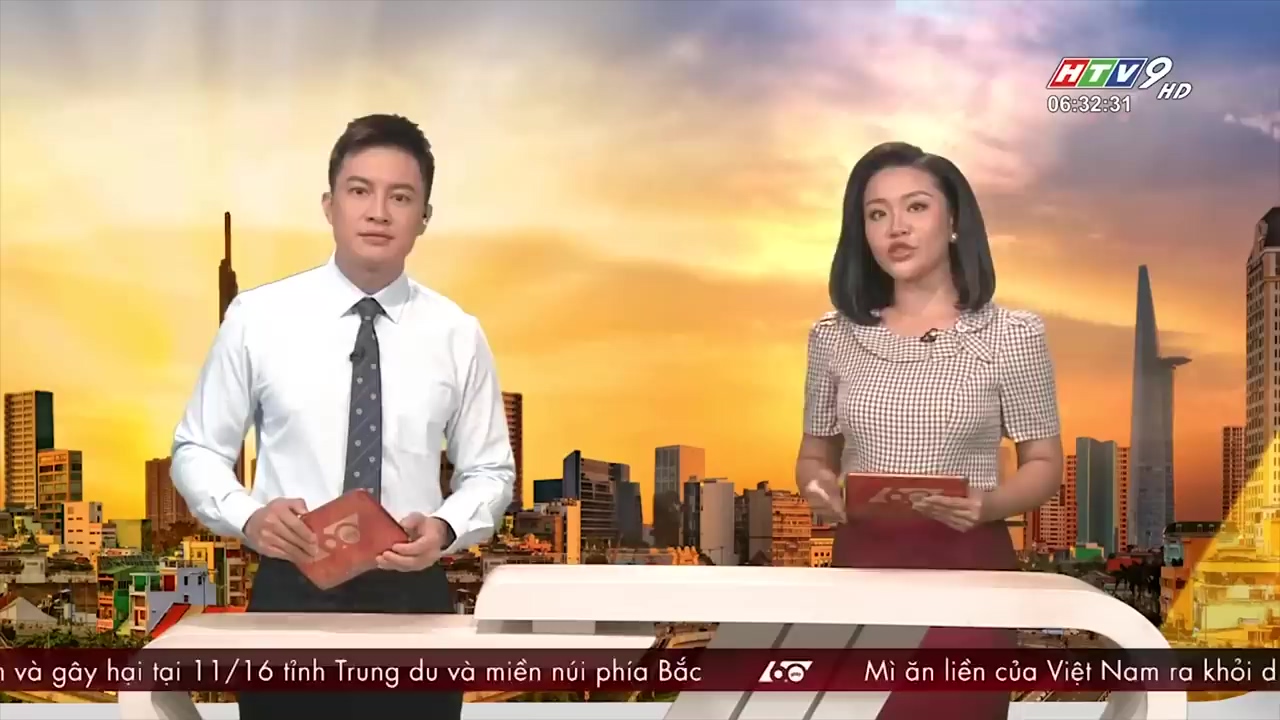 HTV9 HD
06:32:31
và gây hại tại 11/16 tỉnh Trung du và miền núi phía Bắc
60
Mì ăn liền của Việt Nam ra khỏi